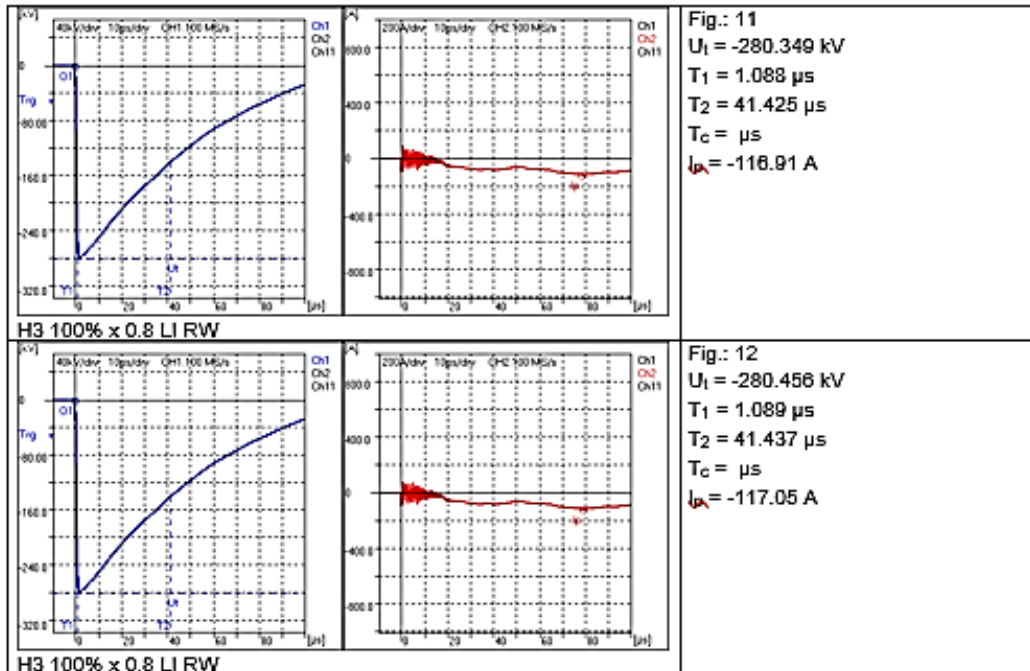 [kV]
40kV/div 10µs/div CH1 100 MS/s
Ch1
Ch2
Ch11
0
O1
Trg
-80.00
-160.0
-240.0
-320.0
Ut
T1
T2
0 20 40 60 80 [µs]
[A]
200A/div 10µs/div CH2 100 MS/s
Ch1
Ch2
Ch11
800.0
400.0
0
-400.0
-800.0
0 20 40 60 80 [µs]
H3 100% x 0.8 LI RW
Fig.: 11
Ut = -280.349 kV
T1 = 1.088 µs
T2 = 41.425 µs
Tc = µs
Ip = -116.91 A
[kV]
40kV/div 10µs/div CH1 100 MS/s
Ch1
Ch2
Ch11
0
O1
Trg
-80.00
-160.0
-240.0
-320.0
Ut
T1
T2
0 20 40 60 80 [µs]
[A]
200A/div 10µs/div CH2 100 MS/s
Ch1
Ch2
Ch11
800.0
400.0
0
-400.0
-800.0
0 20 40 60 80 [µs]
H3 100% x 0.8 LI RW
Fig.: 12
Ut = -280.456 kV
T1 = 1.089 µs
T2 = 41.437 µs
Tc = µs
Ip = -117.05 A